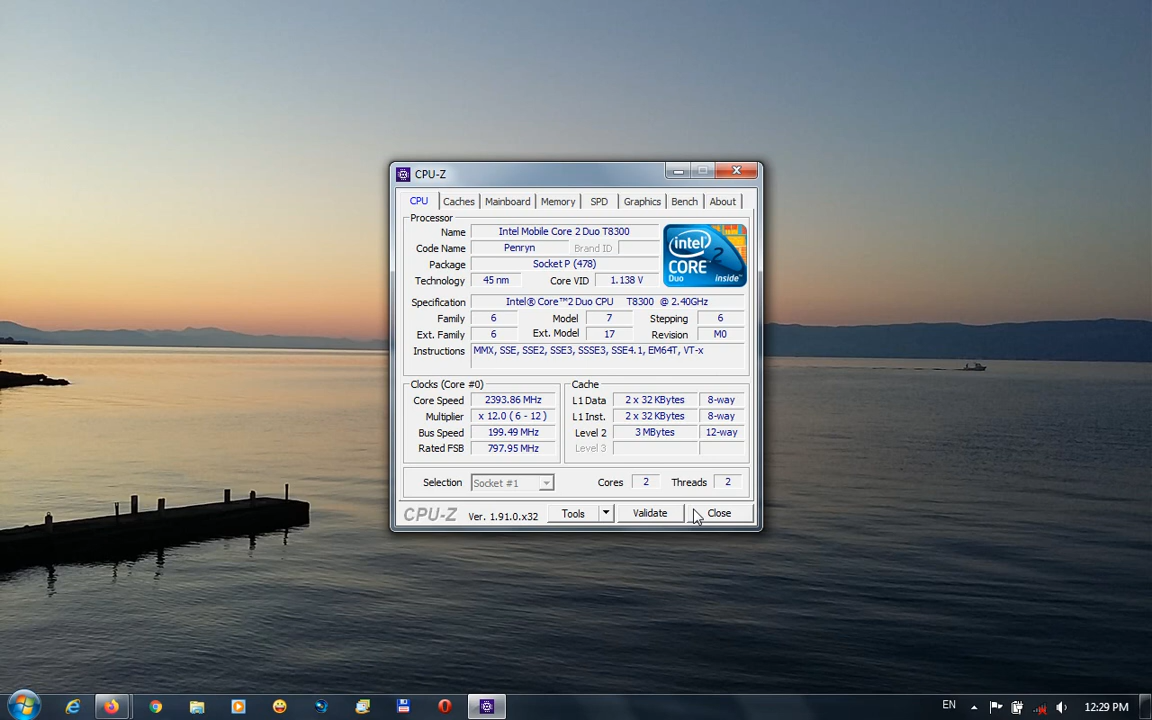 CPU-Z
CPU Caches Mainboard Memory SPD Graphics Bench About
Processor
Name Intel Mobile Core 2 Duo T8300
Code Name Penryn Brand ID
Package Socket P (478)
Technology 45 nm Core VID 1.138 V
intel
CORE 2
Duo inside™
Specification Intel® Core™2 Duo CPU T8300 @ 2.40GHz
Family 6 Model 7 Stepping 6
Ext. Family 6 Ext. Model 17 Revision M0
Instructions MMX, SSE, SSE2, SSE3, SSSE3, SSE4.1, EM64T, VT-x
Clocks (Core #0)
Core Speed 2393.86 MHz
Multiplier x 12.0 ( 6 - 12 )
Bus Speed 199.49 MHz
Rated FSB 797.95 MHz
Cache
L1 Data 2 x 32 KBytes 8-way
L1 Inst. 2 x 32 KBytes 8-way
Level 2 3 MBytes 12-way
Level 3
Selection Socket #1 Cores 2 Threads 2
CPU-Z Ver. 1.91.0.x32 Tools Validate Close
EN 12:29 PM